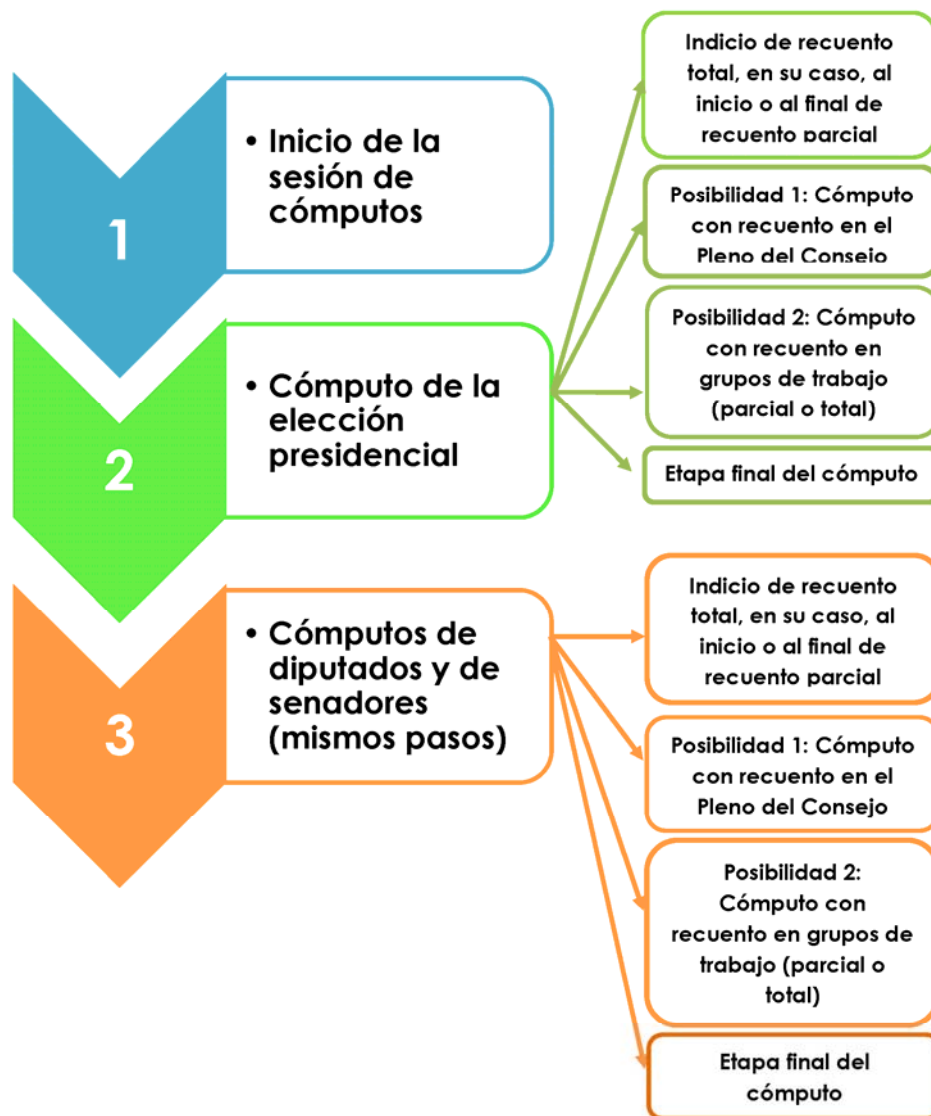 1
• Inicio de la
sesión de
cómputos
Indicio de recuento
total, en su caso, al
inicio o al final de
recuento parcial
Posibilidad 1: Cómputo
con recuento en el
Pleno del Consejo
2
• Cómputo de la
elección
presidencial
Posibilidad 2: Cómputo
con recuento en
grupos de trabajo
(parcial o total)
Etapa final del cómputo
3
• Cómputos de
diputados y de
senadores
(mismos pasos)
Indicio de recuento
total, en su caso, al
inicio o al final de
recuento parcial
Posibilidad 1: Cómputo
con recuento en el
Pleno del Consejo
Posibilidad 2:
Cómputo con
recuento en grupos de
trabajo (parcial o
total)
Etapa final del
cómputo